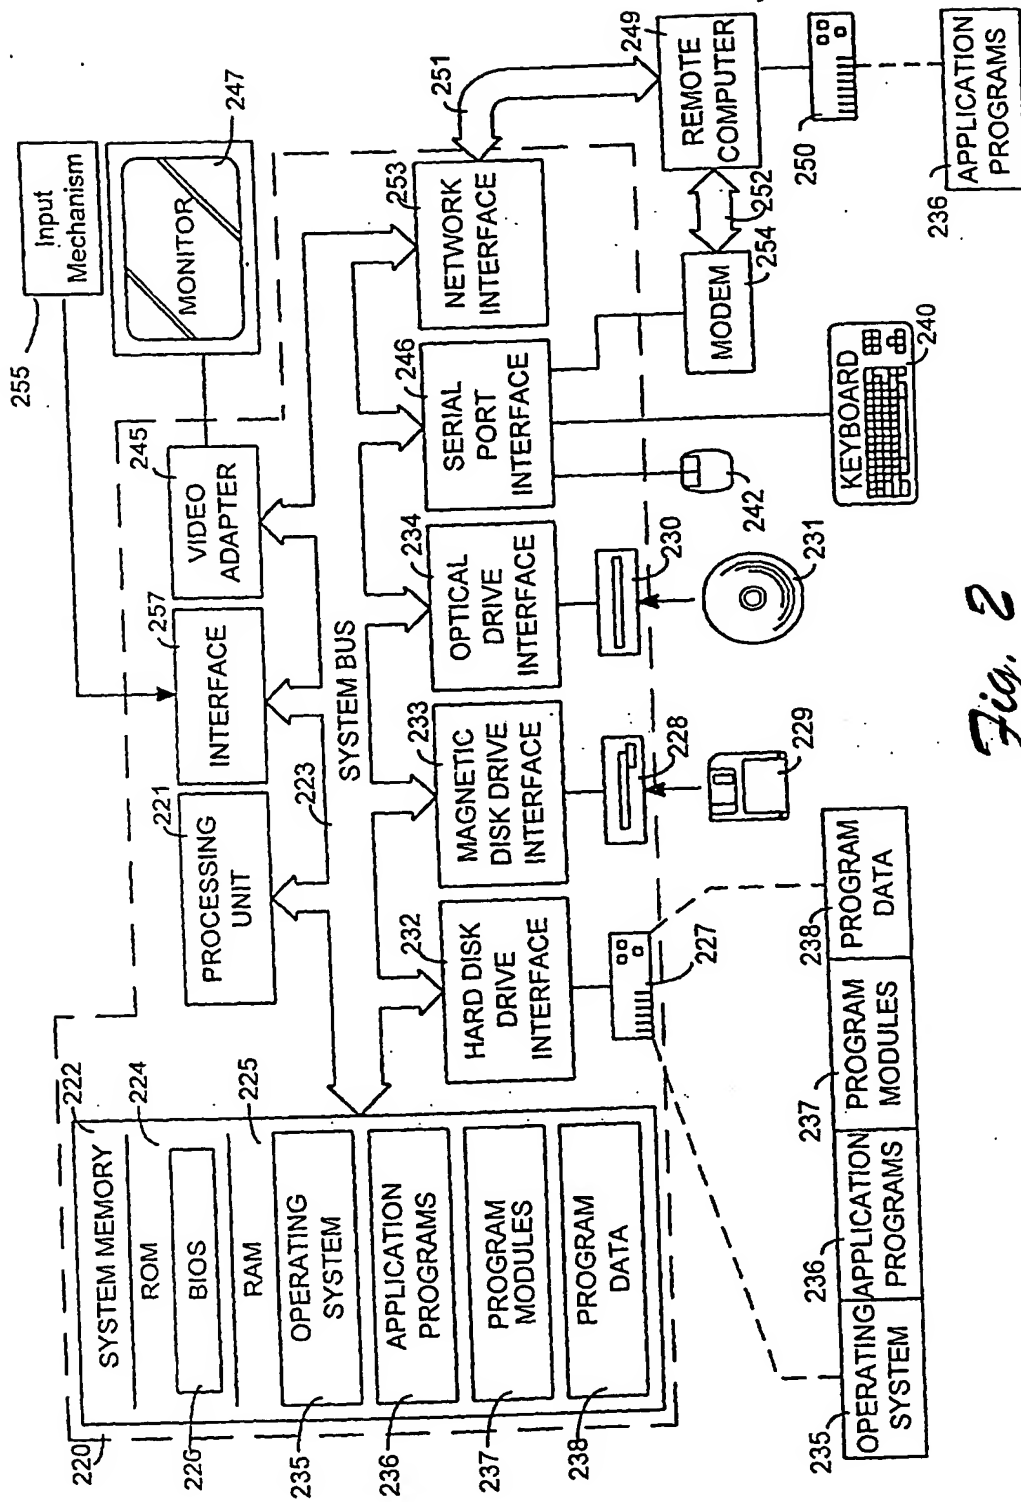 220
SYSTEM MEMORY
222
ROM
224
BIOS
226
RAM
225
OPERATING
SYSTEM
235
APPLICATION
PROGRAMS
236
PROGRAM
MODULES
237
PROGRAM
DATA
238
PROCESSING
UNIT
221
INTERFACE
257
VIDEO
ADAPTER
245
255
Input
Mechanism
MONITOR
247
223
SYSTEM BUS
HARD DISK
DRIVE
INTERFACE
232
MAGNETIC
DISK DRIVE
INTERFACE
233
OPTICAL
DRIVE
INTERFACE
234
SERIAL
PORT
INTERFACE
246
NETWORK
INTERFACE
253
251
227
228
229
230
231
242
KEYBOARD
240
MODEM
254
252
REMOTE
COMPUTER
249
250
APPLICATION
PROGRAMS
236
OPERATING
SYSTEM
235
APPLICATION
PROGRAMS
236
PROGRAM
MODULES
237
PROGRAM
DATA
238
Fig. 2